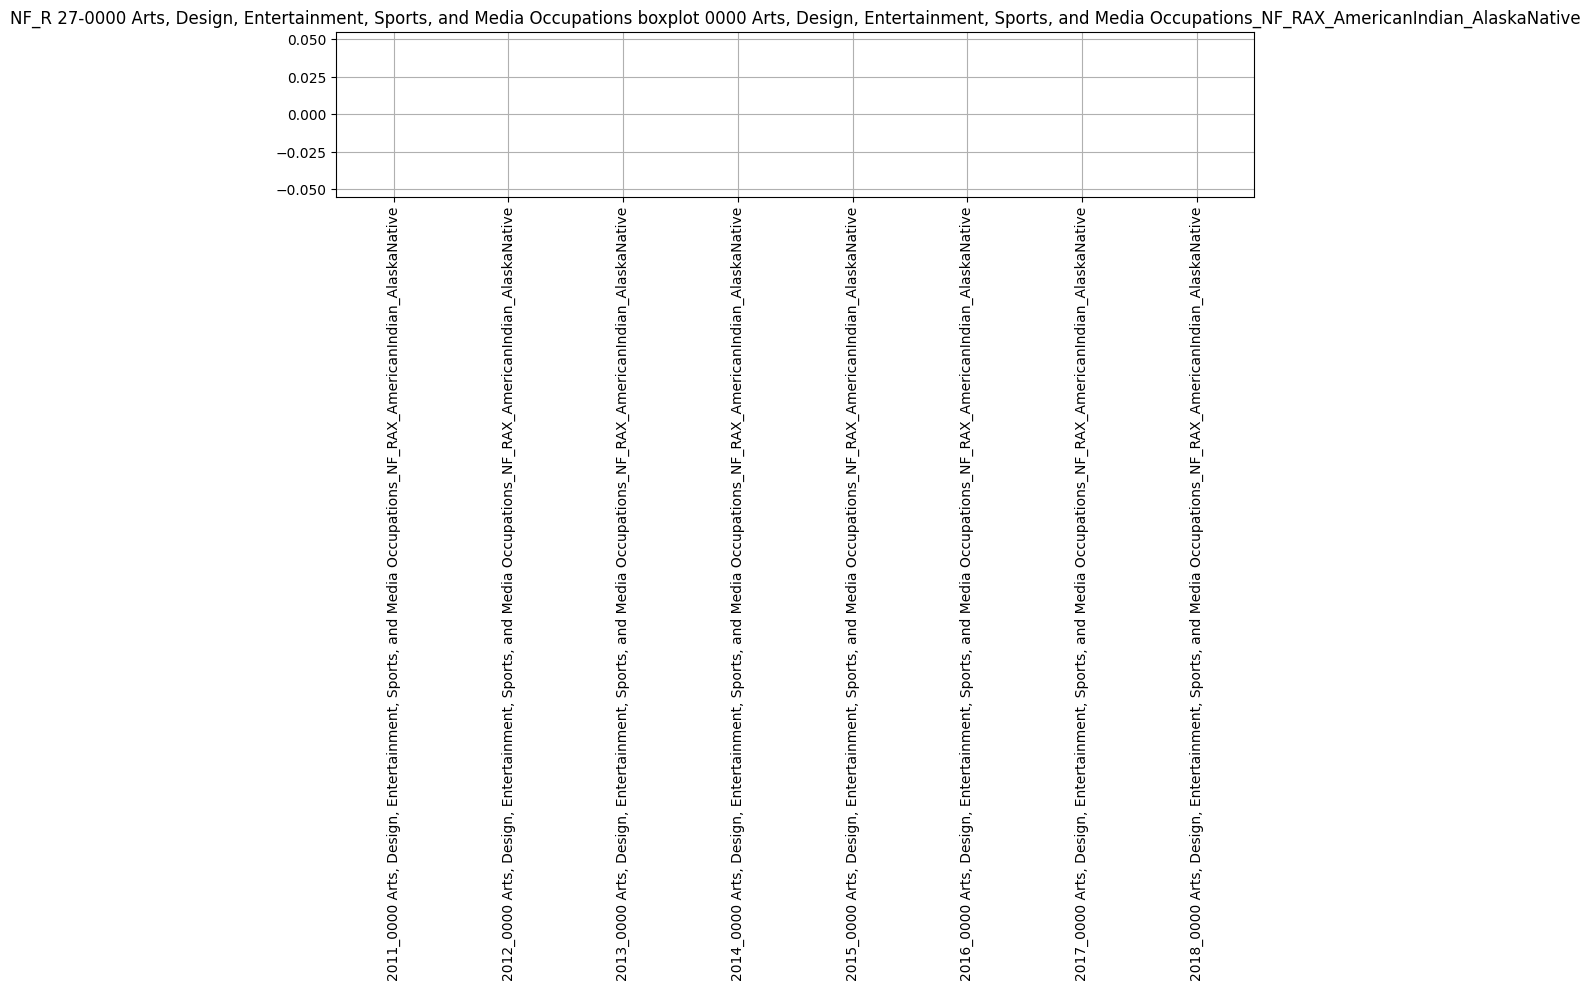 NF_R 27-0000 Arts, Design, Entertainment, Sports, and Media Occupations boxplot 0000 Arts, Design, Entertainment, Sports, and Media Occupations_NF_RAX_AmericanIndian_AlaskaNative
0.050
0.025
0.000
−0.025
−0.050
2011_0000 Arts, Design, Entertainment, Sports, and Media Occupations_NF_RAX_AmericanIndian_AlaskaNative
2012_0000 Arts, Design, Entertainment, Sports, and Media Occupations_NF_RAX_AmericanIndian_AlaskaNative
2013_0000 Arts, Design, Entertainment, Sports, and Media Occupations_NF_RAX_AmericanIndian_AlaskaNative
2014_0000 Arts, Design, Entertainment, Sports, and Media Occupations_NF_RAX_AmericanIndian_AlaskaNative
2015_0000 Arts, Design, Entertainment, Sports, and Media Occupations_NF_RAX_AmericanIndian_AlaskaNative
2016_0000 Arts, Design, Entertainment, Sports, and Media Occupations_NF_RAX_AmericanIndian_AlaskaNative
2017_0000 Arts, Design, Entertainment, Sports, and Media Occupations_NF_RAX_AmericanIndian_AlaskaNative
2018_0000 Arts, Design, Entertainment, Sports, and Media Occupations_NF_RAX_AmericanIndian_AlaskaNative